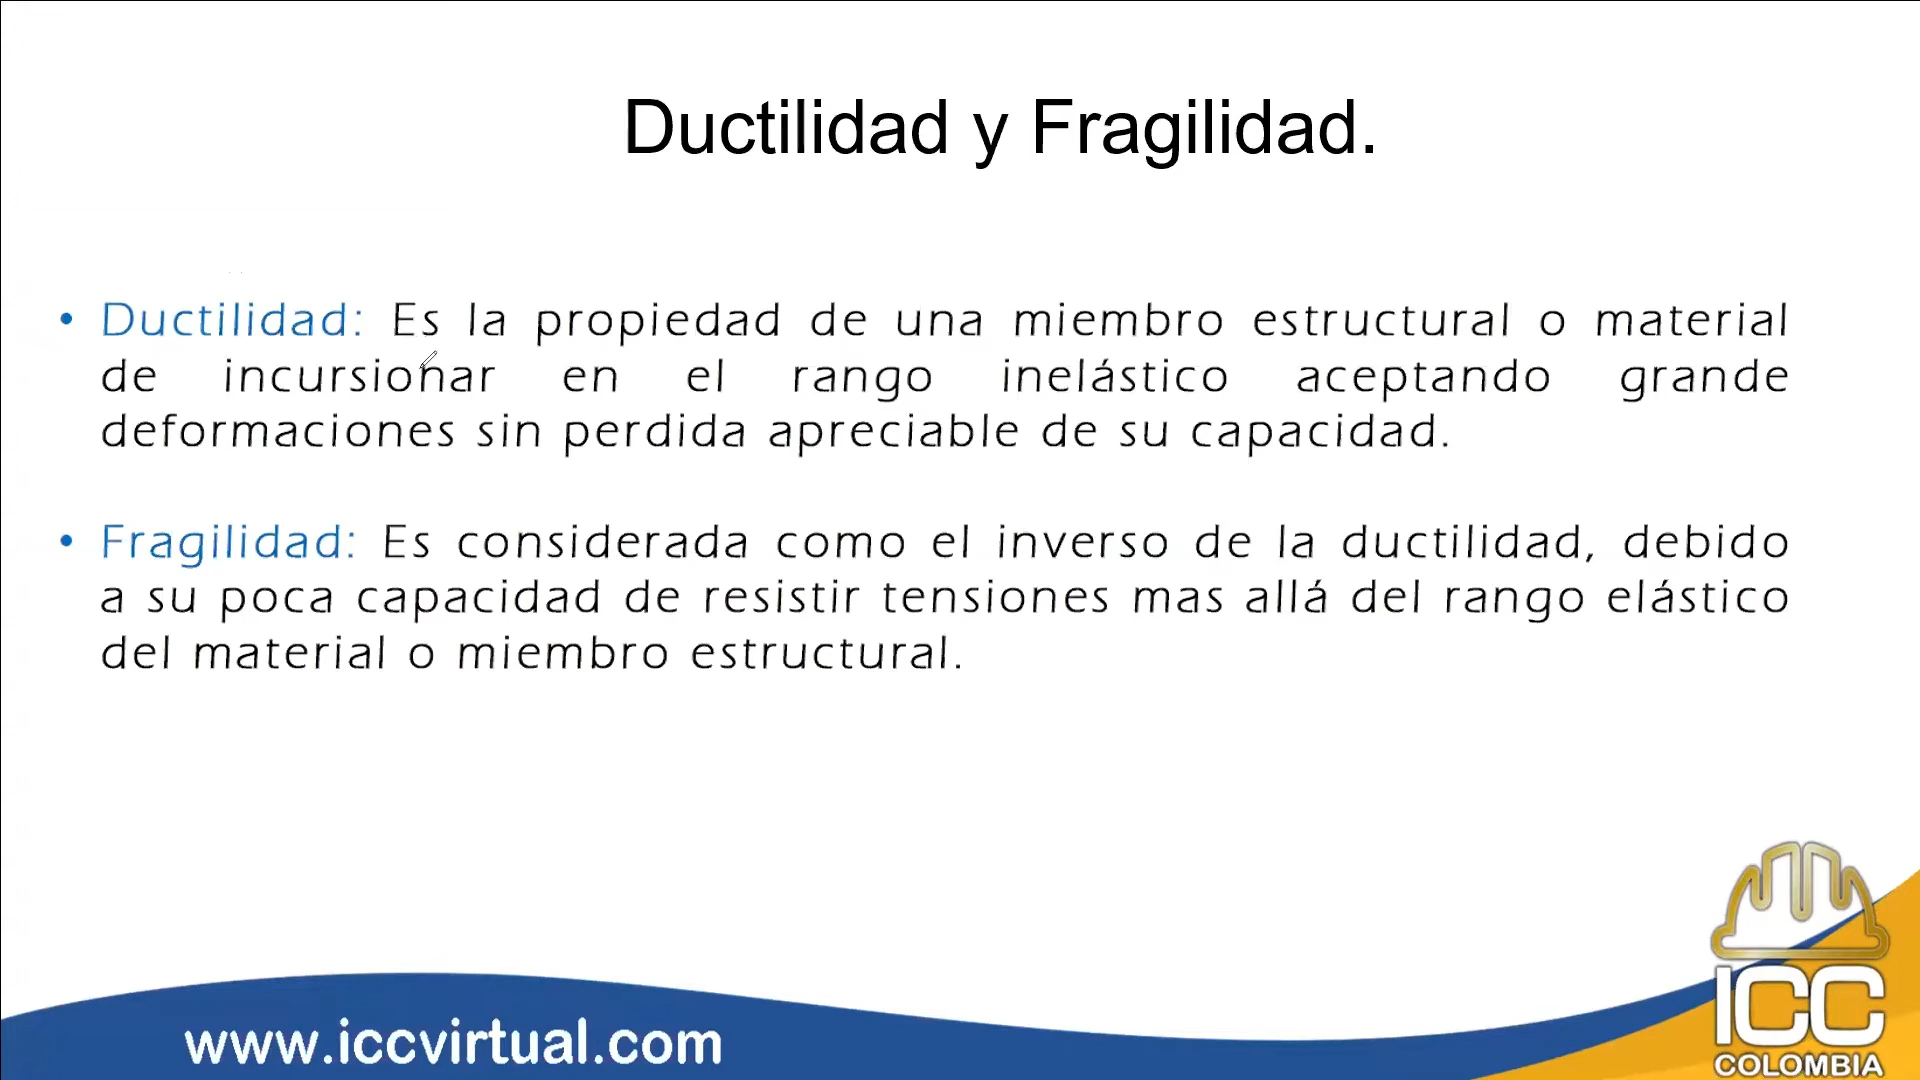 Ductilidad y Fragilidad.
• Ductilidad: Es la propiedad de una miembro estructural o material
de incursionar en el rango inelástico aceptando grande
deformaciones sin perdida apreciable de su capacidad.
• Fragilidad: Es considerada como el inverso de la ductilidad, debido
a su poca capacidad de resistir tensiones mas allá del rango elástico
del material o miembro estructural.
www.iccvirtual.com
ICC
COLOMBIA